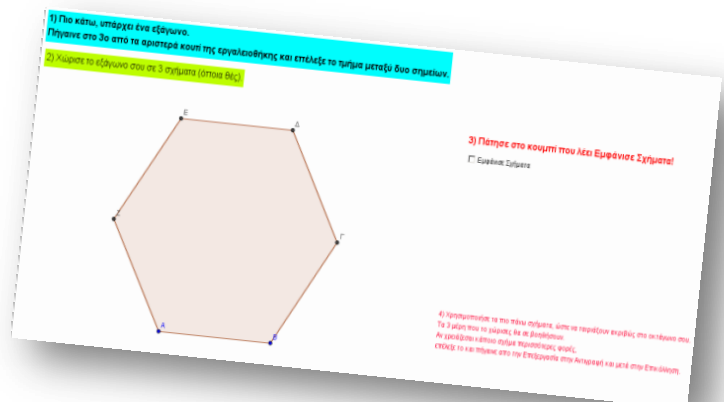 1) Πιο κάτω, υπάρχει ένα εξάγωνο.
Πήγαινε στο 3ο από τα αριστερά κουτί της εργαλειοθήκης και επέλεξε το τμήμα μεταξύ δυο σημείων.
2) Χώρισε το εξάγωνο σου σε 3 σχήματα (όποια θές).
Ε
Δ
3) Πάτησε στο κουμπί που λέει Εμφάνισε Σχήματα!
Εμφάνισε Σχήματα
Ζ
Γ
Α
Β
4) Χρησιμοποίησε τα πιο πάνω σχήματα, ώστε να ταιριάξουν ακριβώς στο οκτάγωνο σου.
Τα 3 μέρη που το χώρισες θα σε βοηθήσουν.
Αν χρειάζεσαι κάποιο σχήμα περισσότερες φορές,
επέλεξε το και πήγαινε στην Επεξεργασία στην Αντιγραφή και μετά στην Επικόλληση.